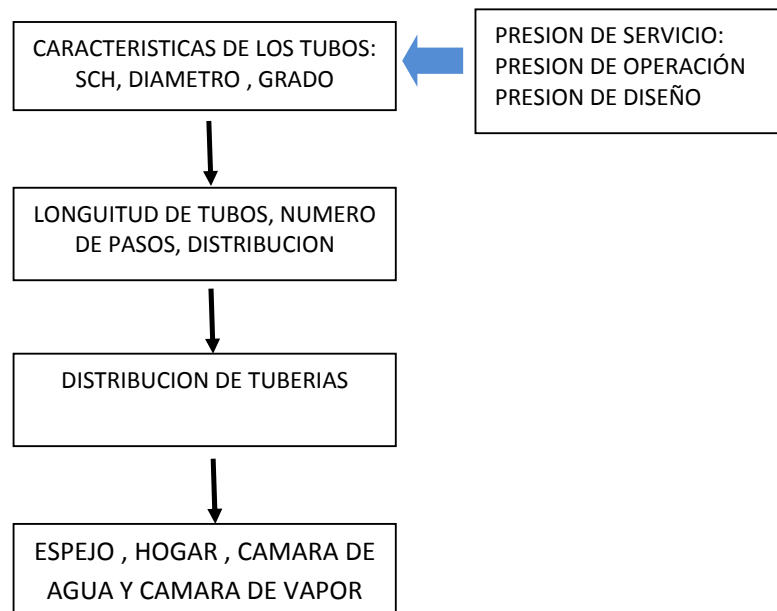 CARACTERISTICAS DE LOS TUBOS:
SCH, DIAMETRO , GRADO
PRESION DE SERVICIO:
PRESION DE OPERACIÓN
PRESION DE DISEÑO
LONGUITUD DE TUBOS, NUMERO
DE PASOS, DISTRIBUCION
DISTRIBUCION DE TUBERIAS
ESPEJO , HOGAR , CAMARA DE
AGUA Y CAMARA DE VAPOR